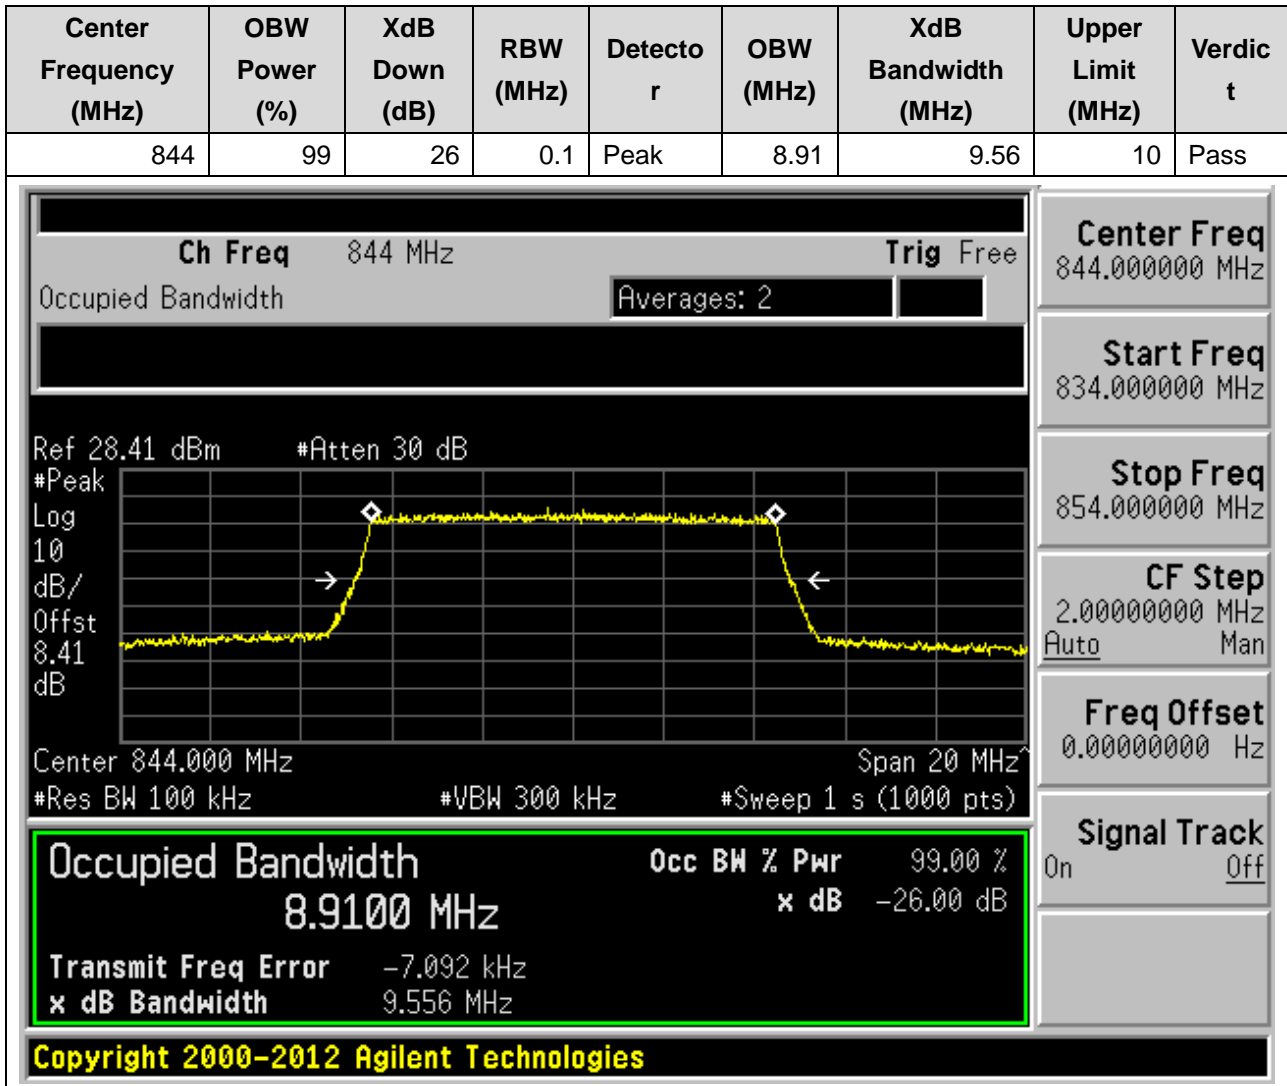 Center Frequency (MHz) OBW Power (%) XdB Down (dB) RBW (MHz) Detector OBW (MHz) XdB Bandwidth (MHz) Upper Limit (MHz) Verdict
844 99 26 0.1 Peak 8.91 9.56 10 Pass
Ch Freq 844 MHz Trig Free
Occupied Bandwidth Averages: 2
Ref 28.41 dBm #Atten 30 dB
#Peak
Log
10
dB/
Offst
8.41
dB
Center 844.000 MHz Span 20 MHz^
#Res BW 100 kHz #VBW 300 kHz #Sweep 1 s (1000 pts)
Occupied Bandwidth Occ BW % Pwr 99.00 %
8.9100 MHz x dB -26.00 dB
Transmit Freq Error -7.092 kHz
x dB Bandwidth 9.556 MHz
Copyright 2000-2012 Agilent Technologies
Center Freq
844.000000 MHz
Start Freq
834.000000 MHz
Stop Freq
854.000000 MHz
CF Step
2.00000000 MHz
Auto Man
Freq Offset
0.00000000 Hz
Signal Track
On Off